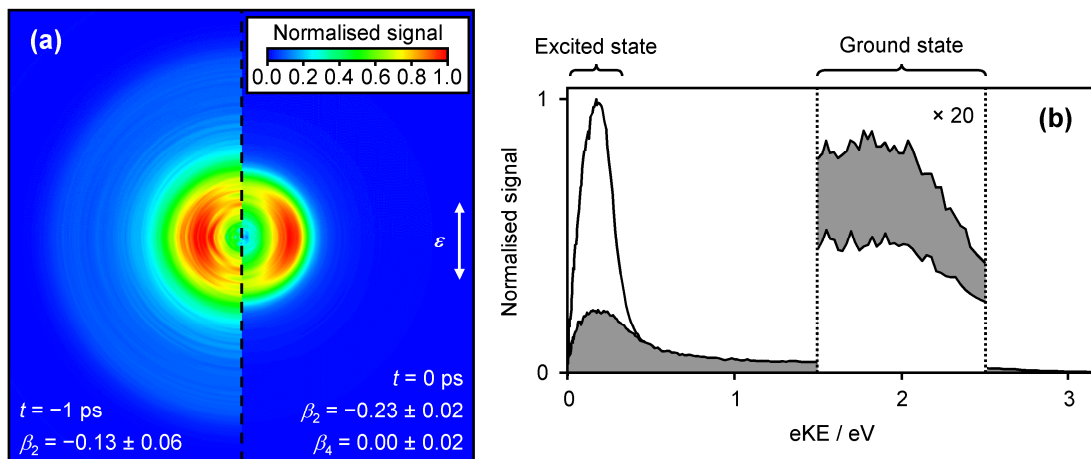 (a)
Normalised signal
0.0 0.2 0.4 0.6 0.8 1.0
ε
t = 0 ps
t = −1 ps
β2 = −0.23 ± 0.02
β2 = −0.13 ± 0.06
β4 = 0.00 ± 0.02
Excited state
Ground state
(b)
× 20
1
0
Normalised signal
0 1 2 3
eKE / eV